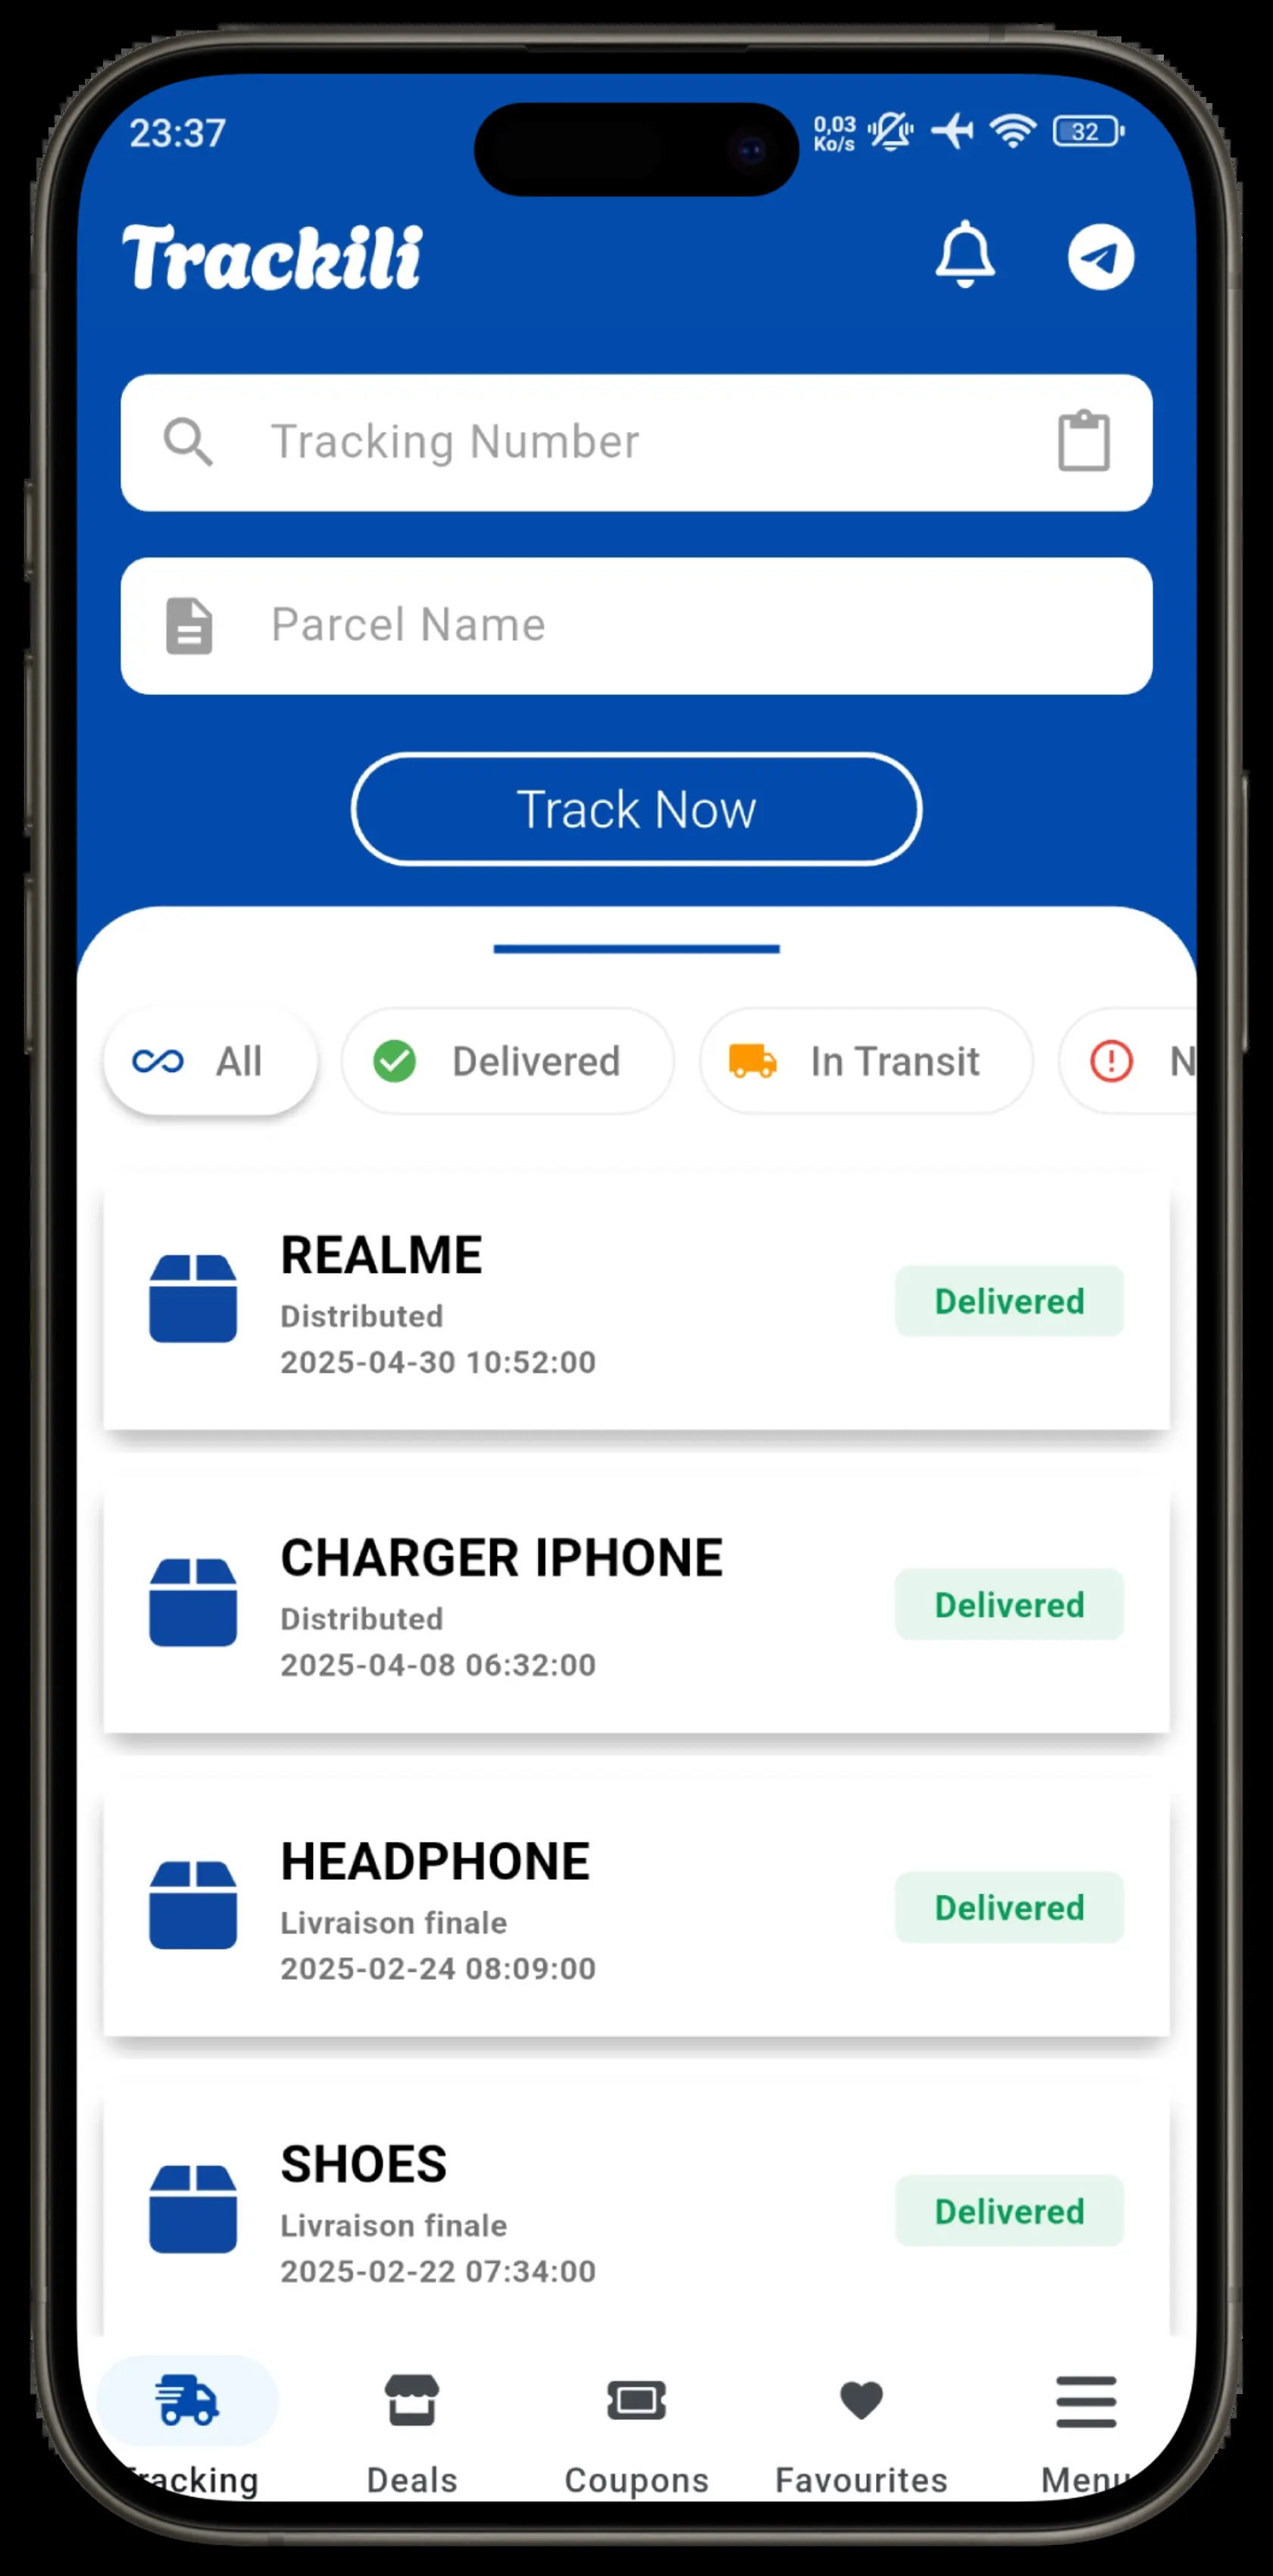 23:37
0,03
Ko/s
32
Trackili
Tracking Number
Parcel Name
Track Now
All
Delivered
In Transit
N
REALME
Distributed
2025-04-30 10:52:00
Delivered
CHARGER IPHONE
Distributed
2025-04-08 06:32:00
Delivered
HEADPHONE
Livraison finale
2025-02-24 08:09:00
Delivered
SHOES
Livraison finale
2025-02-22 07:34:00
Delivered
Tracking
Deals
Coupons
Favourites
Menu